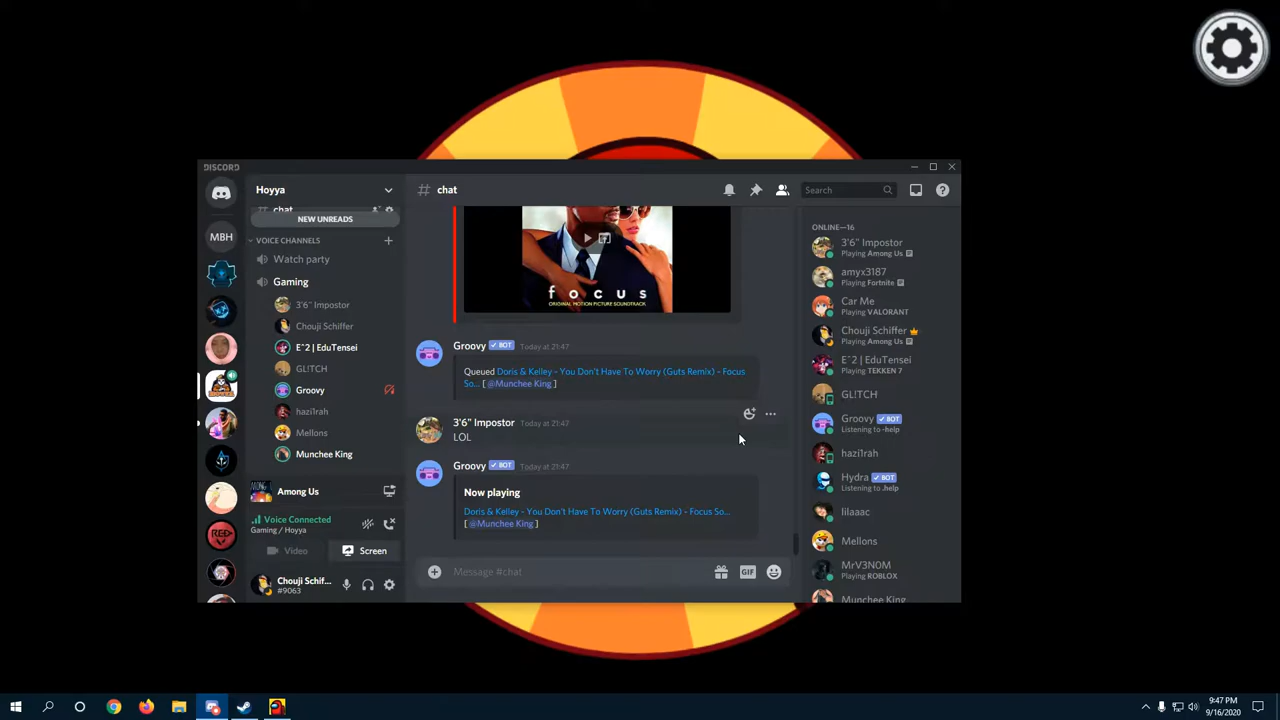 DISCORD
Hoyya
chat
Search
chat
NEW UNREADS
VOICE CHANNELS
Watch party
Gaming
3'6" Impostor
Chouji Schiffer
E^2 | EduTensei
GL!TCH
Groovy
hazi1rah
Mellons
Munchee King
MBH
RED
Among Us
Voice Connected
Gaming / Hoyya
Video
Screen
Chouji Schif...
#9063
focus
ORIGINAL MOTION PICTURE SOUNDTRACK
Groovy BOT Today at 21:47
Queued Doris & Kelley - You Don't Have To Worry (Guts Remix) - Focus
So... [ @Munchee King ]
3'6" Impostor Today at 21:47
LOL
Groovy BOT Today at 21:47
Now playing
Doris & Kelley - You Don't Have To Worry (Guts Remix) - Focus So...
[ @Munchee King ]
Message #chat
GIF
ONLINE—16
3'6" Impostor
Playing Among Us
amyx3187
Playing Fortnite
Car Me
Playing VALORANT
Chouji Schiffer
Playing Among Us
E^2 | EduTensei
Playing TEKKEN 7
GL!TCH
Groovy BOT
Listening to -help
hazi1rah
Hydra BOT
Listening to .help
lilaaac
Mellons
MrV3N0M
Playing ROBLOX
Munchee King
9:47 PM
9/16/2020